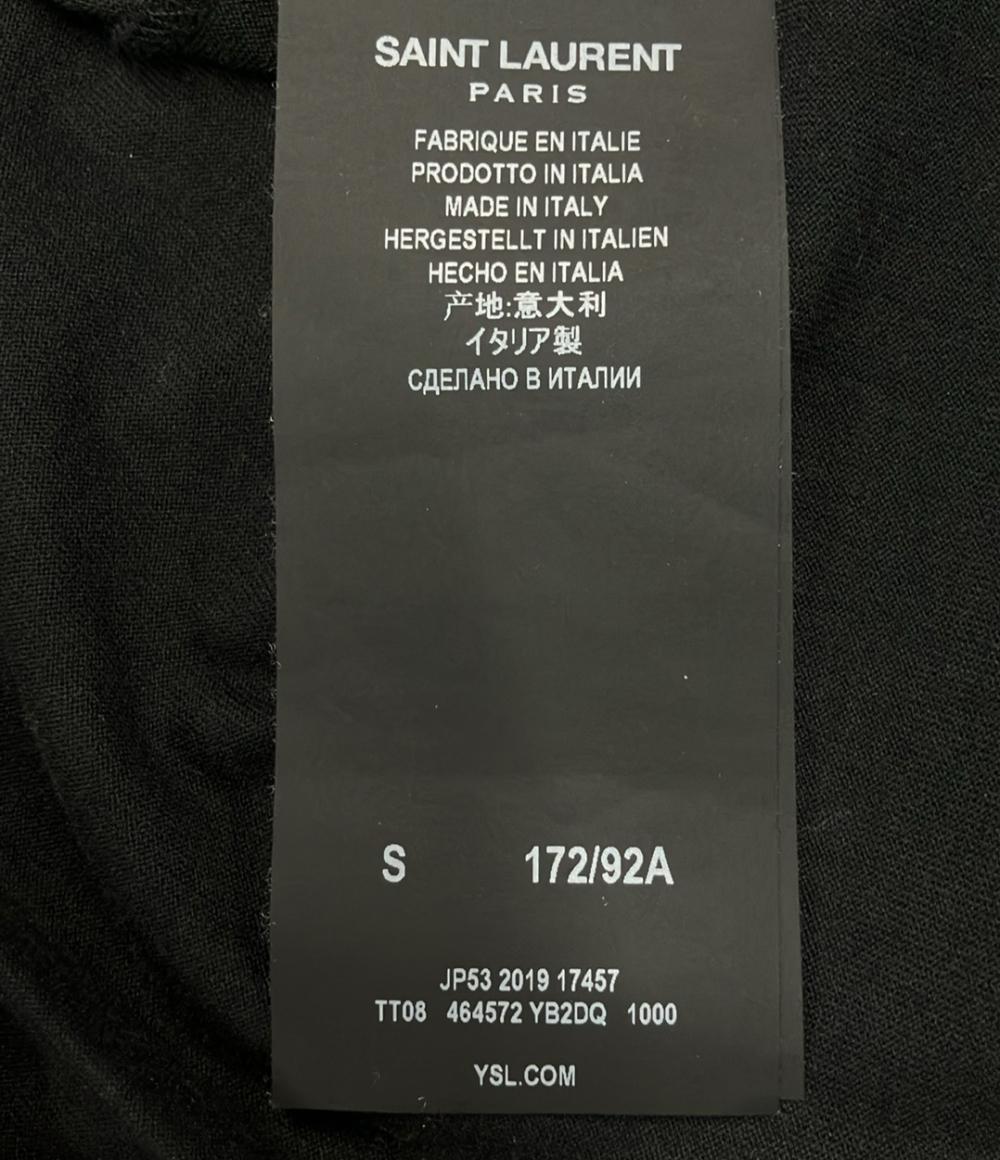 SAINT LAURENT
PARIS
FABRIQUE EN ITALIE
PRODOTTO IN ITALIA
MADE IN ITALY
HERGESTELLT IN ITALIEN
HECHO EN ITALIA
产地:意大利
イタリア製
СДЕЛАНО В ИТАЛИИ
S 172/92A
JP53 2019 17457
TT08 464572 YB2DQ 1000
YSL.COM